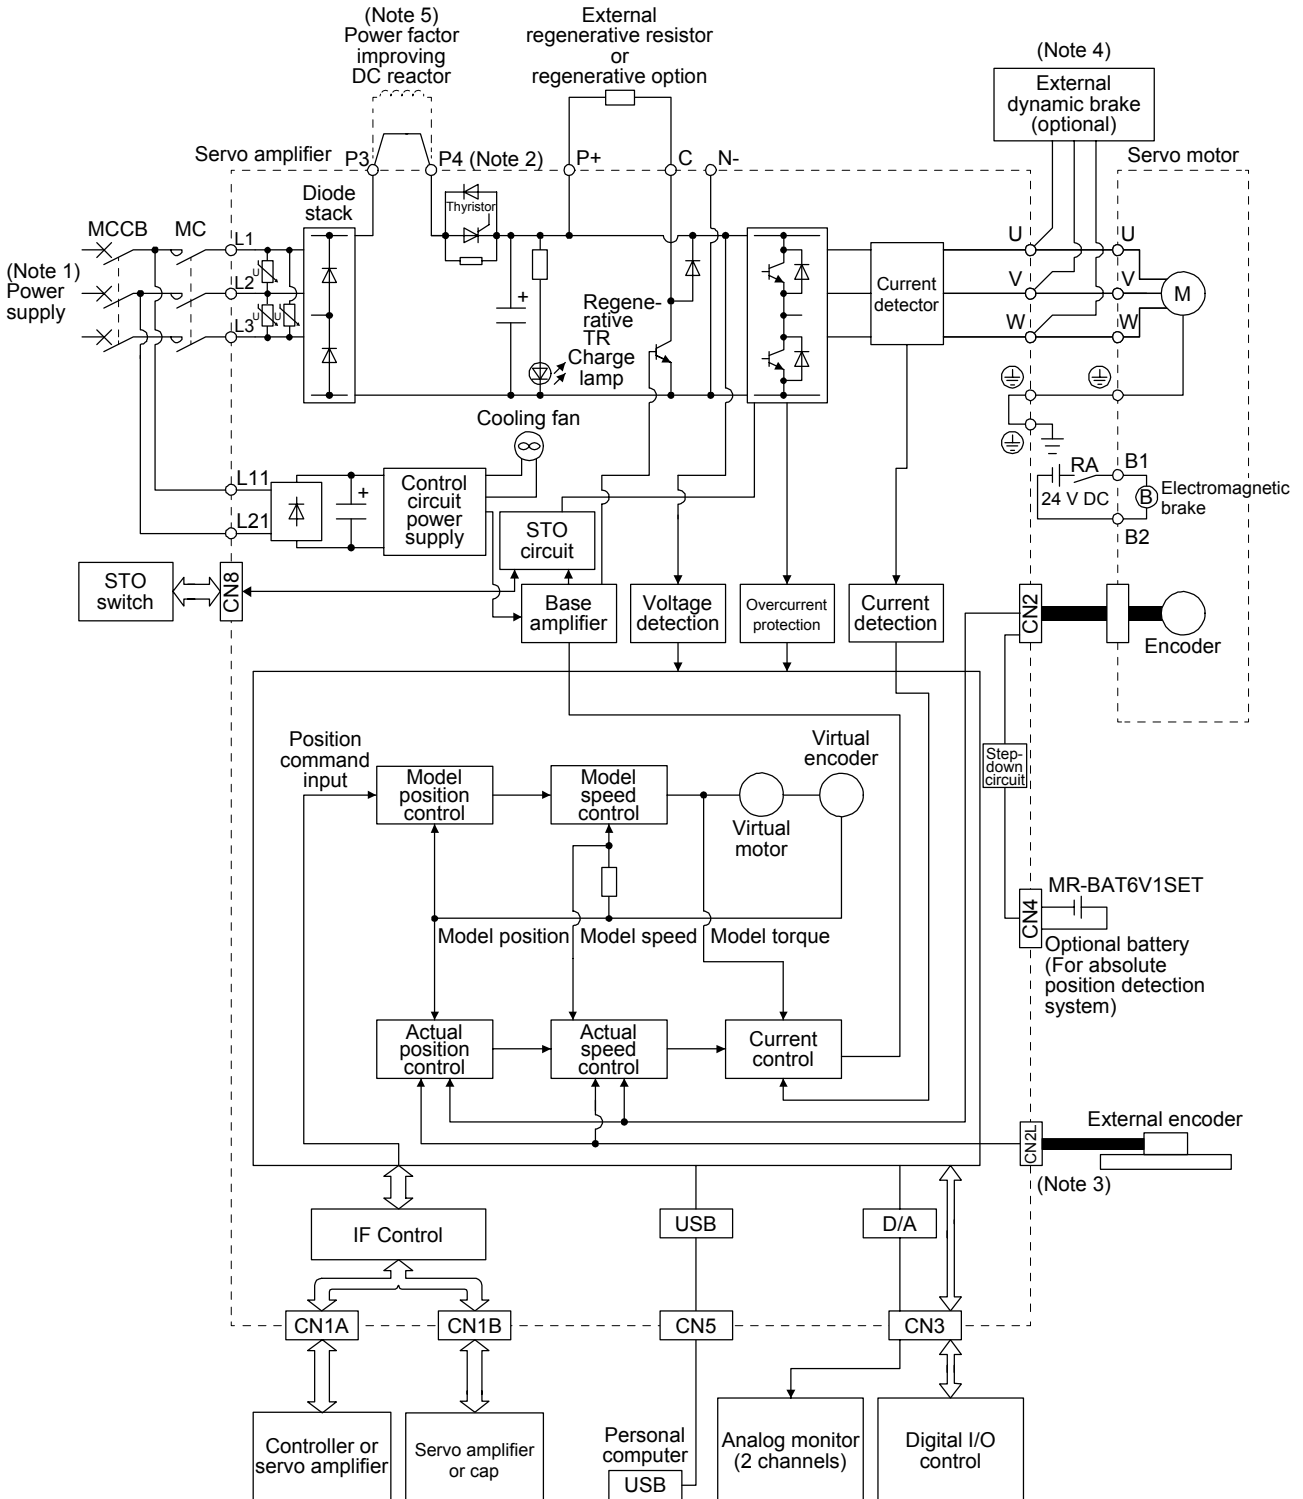 (Note 5)
Power factor
improving
DC reactor
External
regenerative resistor
or
regenerative option
(Note 4)
External
dynamic brake
(optional)
Servo amplifier
P3
P4 (Note 2)
P+
C
N-
Servo motor
Diode
stack
Thyristor
MCCB
MC
L1
L2
L3
U
U
U
(Note 1)
Power
supply
+
Regene-
rative
TR
Charge
lamp
Current
detector
U
V
W
U
V
W
M
Cooling fan
L11
L21
+
Control
circuit
power
supply
STO
circuit
RA
24 V DC
B1
B
B2
Electromagnetic
brake
STO
switch
CN8
Base
amplifier
Voltage
detection
Overcurrent
protection
Current
detection
CN2
Encoder
Position
command
input
Model
position
control
Model
speed
control
Virtual
motor
Virtual
encoder
Step-
down
circuit
MR-BAT6V1SET
CN4
Optional battery
(For absolute
position detection
system)
Model position
Model speed
Model torque
Actual
position
control
Actual
speed
control
Current
control
External encoder
CN2L
(Note 3)
IF Control
USB
D/A
CN1A
CN1B
CN5
CN3
Controller or
servo amplifier
Servo amplifier
or cap
Personal
computer
USB
Analog monitor
(2 channels)
Digital I/O
control